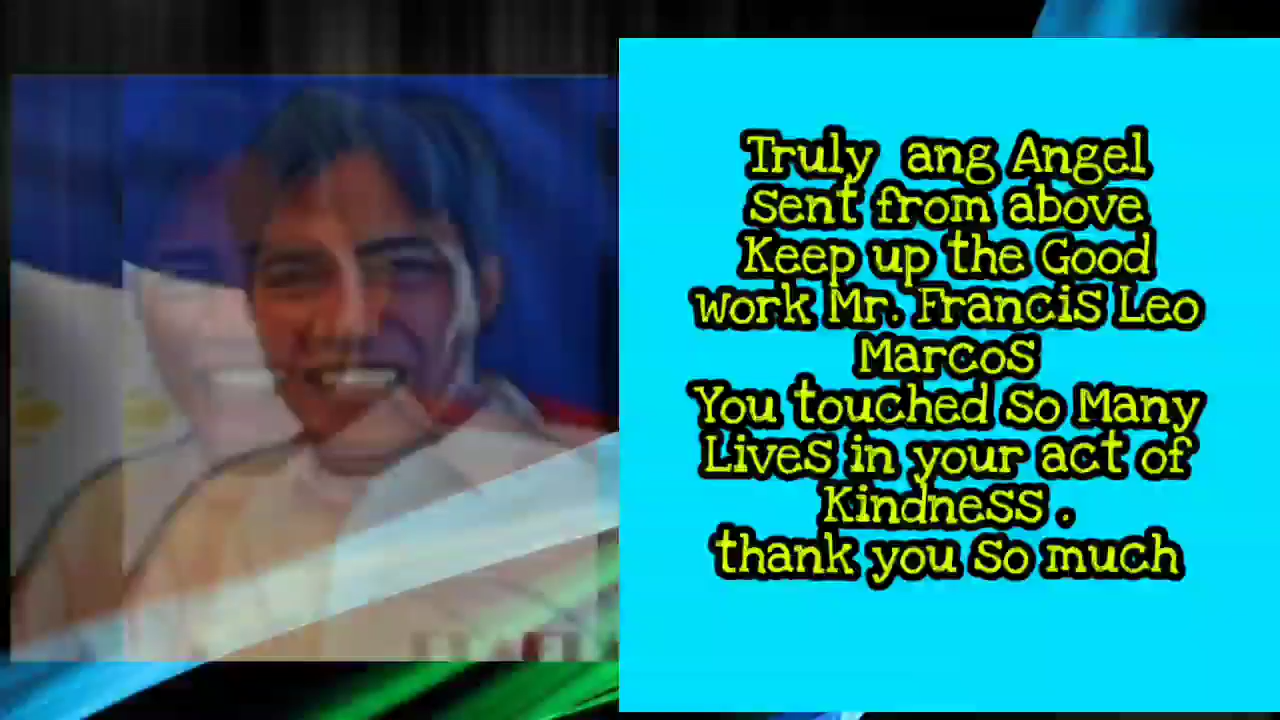 Truly ang Angel
sent from above
Keep up the Good
work Mr. Francis Leo
Marcos
You touched so Many
Lives in your act of
Kindness .
thank you so much